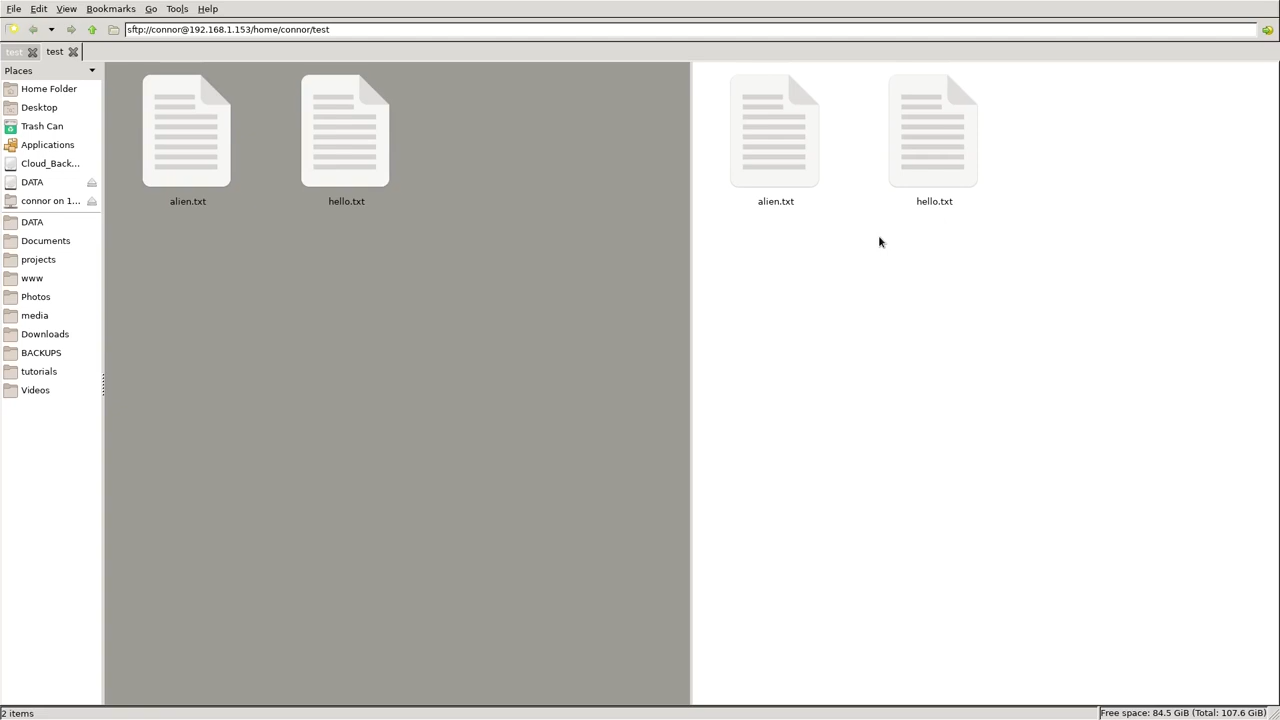 File Edit View Bookmarks Go Tools Help
sftp://connor@192.168.1.153/home/connor/test
test test
Places
Home Folder
Desktop
Trash Can
Applications
Cloud_Back...
DATA
connor on 1...
DATA
Documents
projects
www
Photos
media
Downloads
BACKUPS
tutorials
Videos
alien.txt hello.txt alien.txt hello.txt
2 items Free space: 84.5 GiB (Total: 107.6 GiB)